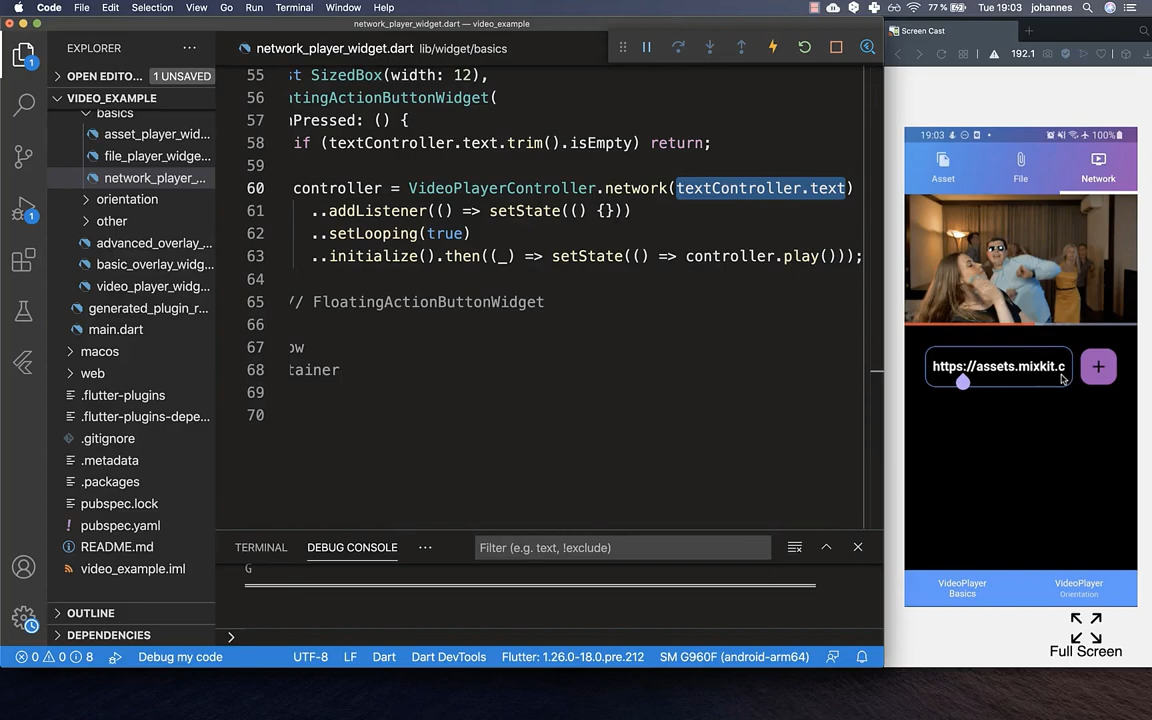 Code File Edit Selection View Go Run Terminal Window Help
77 % Tue 19:03 johannes
network_player_widget.dart — video_example
EXPLORER
network_player_widget.dart lib/widget/basics
OPEN EDITO... 1 UNSAVED
VIDEO_EXAMPLE
basics
asset_player_wid...
file_player_widge...
network_player_...
orientation
other
advanced_overlay_...
basic_overlay_widg...
video_player_widg...
generated_plugin_r...
main.dart
macos
web
.flutter-plugins
.flutter-plugins-depe...
.gitignore
.metadata
.packages
pubspec.lock
pubspec.yaml
README.md
video_example.iml
OUTLINE
DEPENDENCIES
1
1
55 st SizedBox(width: 12),
56 atingActionButtonWidget(
57 nPressed: () {
58 if (textController.text.trim().isEmpty) return;
59
60 controller = VideoPlayerController.network(textController.text)
61 ..addListener(() => setState(() {}))
62 ..setLooping(true)
63 ..initialize().then((_) => setState(() => controller.play()));
64
65 // FloatingActionButtonWidget
66
67 ow
68 tainer
69
70
TERMINAL DEBUG CONSOLE ··· Filter (e.g. text, !exclude)
G
0 0 8 Debug my code UTF-8 LF Dart Dart DevTools Flutter: 1.26.0-18.0.pre.212 SM G960F (android-arm64)
Screen Cast
192.1
19:03 100%
Asset File Network
https://assets.mixkit.c
+
VideoPlayer
Basics
VideoPlayer
Orientation
Full Screen